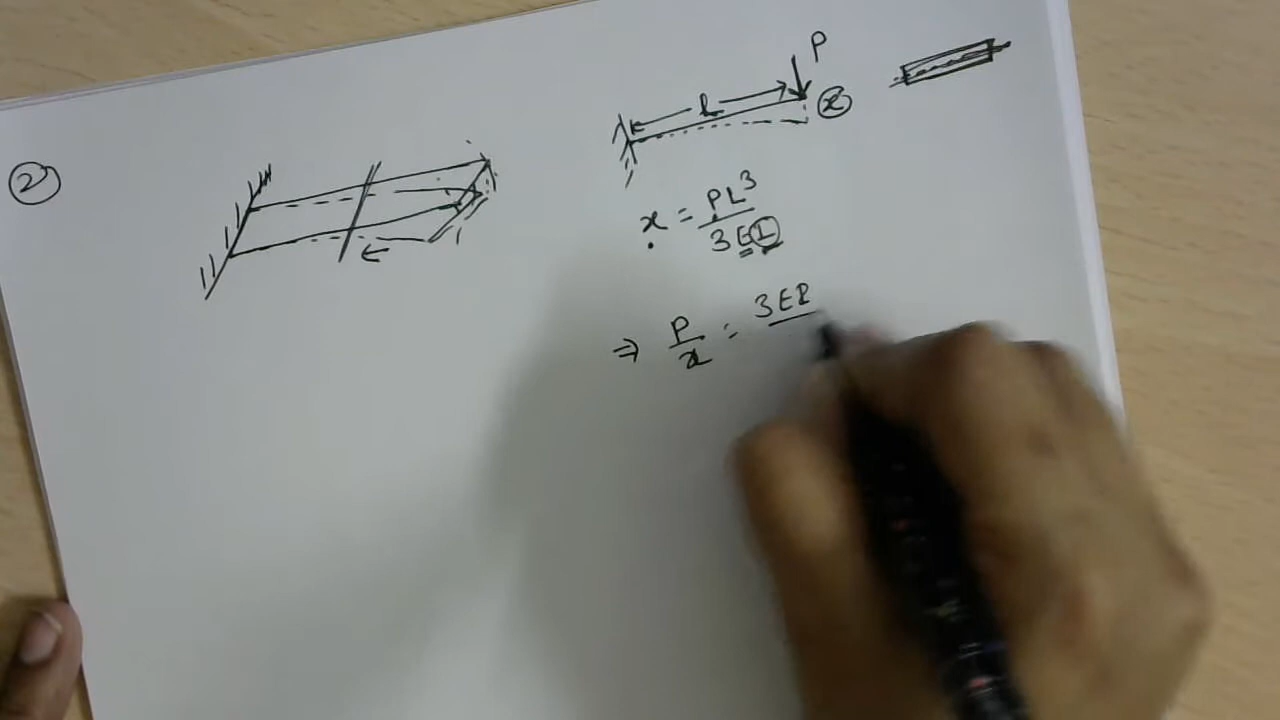 ②
P
L
x
x = PL³/3EI
⇒ P/x = 3EI